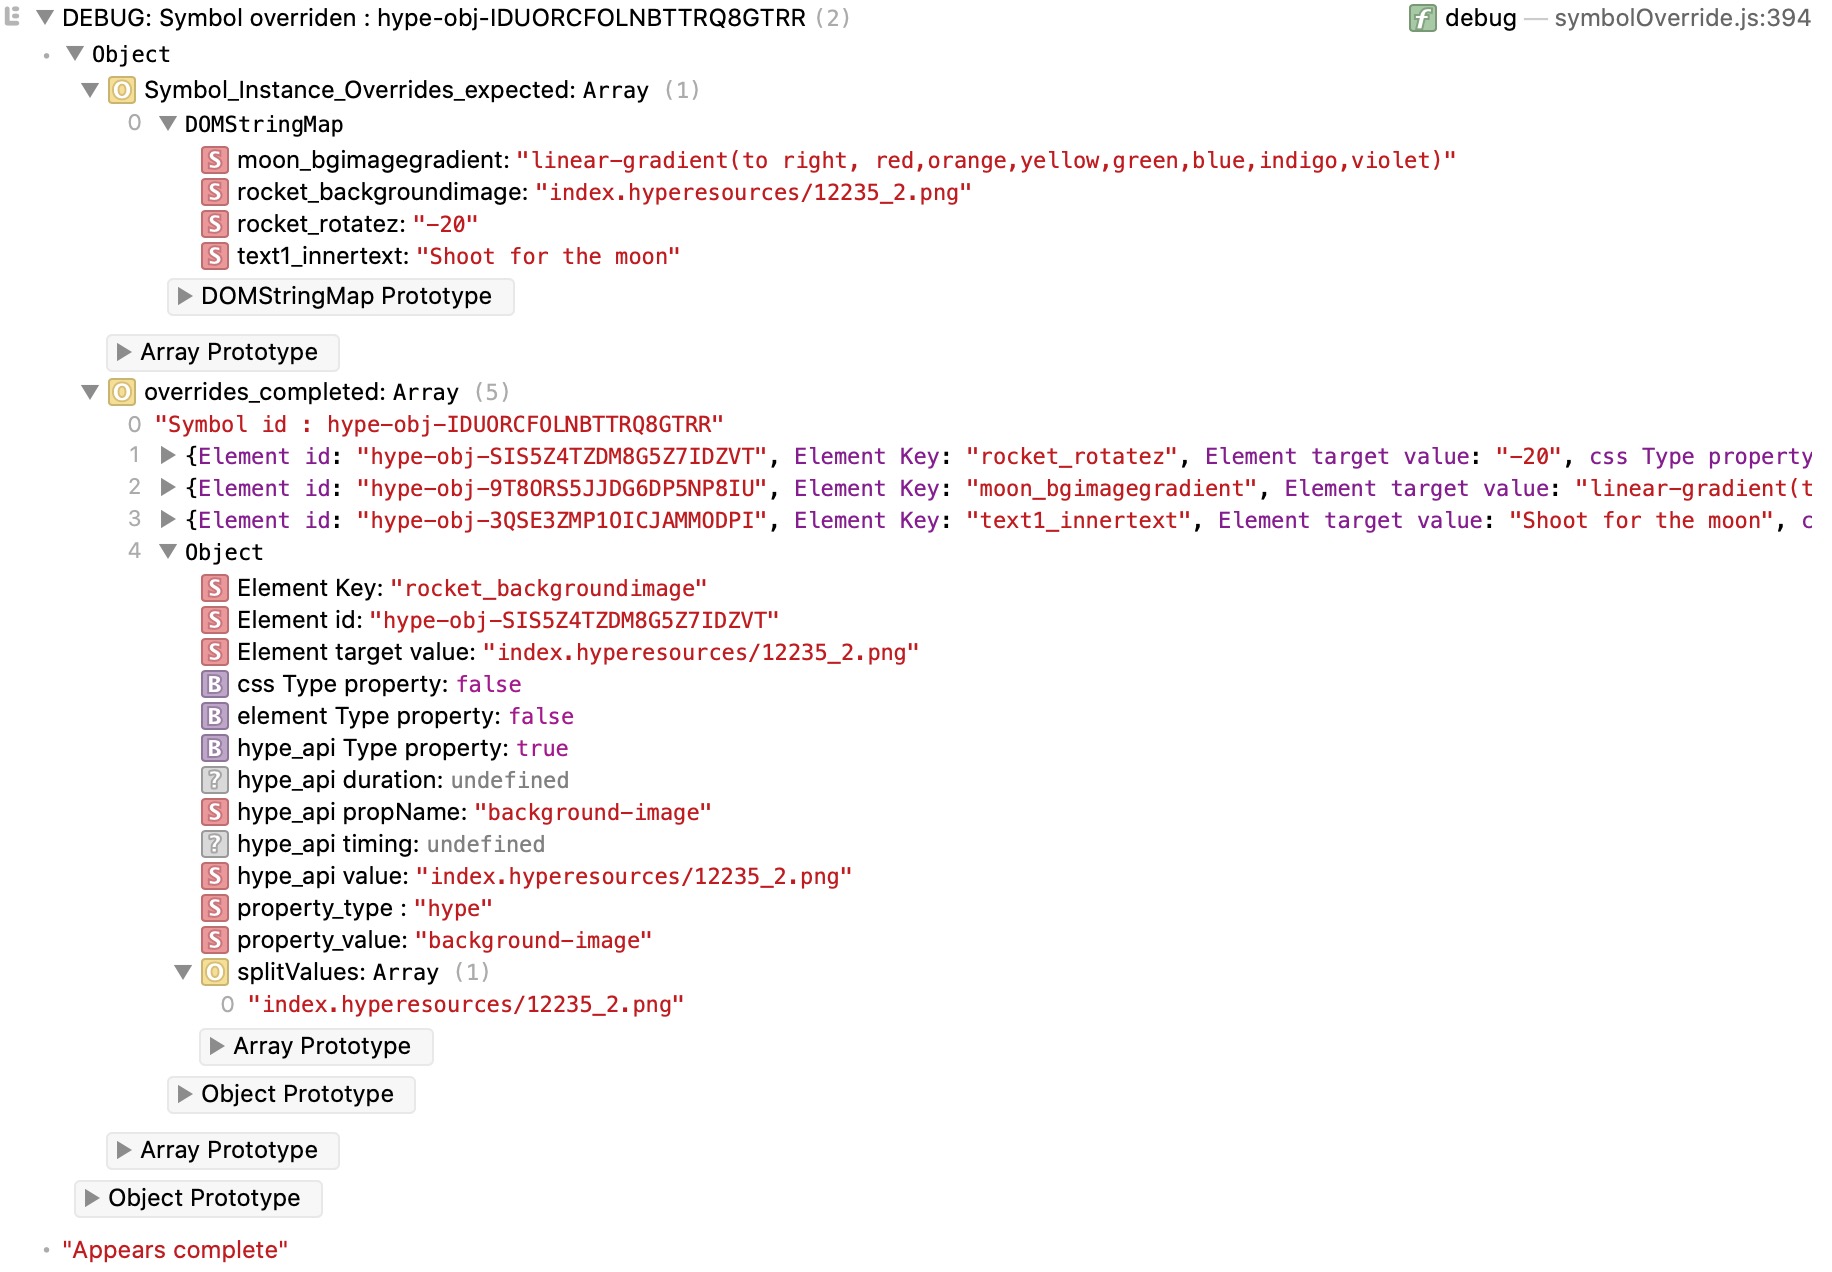 DEBUG: Symbol overriden : hype-obj-IDUORCFOLNBTTRQ8GTRR (2) f debug — symbolOverride.js:394
Object
O Symbol_Instance_Overrides_expected: Array (1)
0 DOMStringMap
S moon_bgimagegradient: "linear-gradient(to right, red,orange,yellow,green,blue,indigo,violet)"
S rocket_backgroundimage: "index.hyperesources/12235_2.png"
S rocket_rotatez: "-20"
S text1_innertext: "Shoot for the moon"
DOMStringMap Prototype
Array Prototype
O overrides_completed: Array (5)
0 "Symbol id : hype-obj-IDUORCFOLNBTTRQ8GTRR"
1 {Element id: "hype-obj-SIS5Z4TZDM8G5Z7IDZVT", Element Key: "rocket_rotatez", Element target value: "-20", css Type property
2 {Element id: "hype-obj-9T8ORS5JJDG6DP5NP8IU", Element Key: "moon_bgimagegradient", Element target value: "linear-gradient(t
3 {Element id: "hype-obj-3QSE3ZMP1OICJAMMODPI", Element Key: "text1_innertext", Element target value: "Shoot for the moon", c
4 Object
S Element Key: "rocket_backgroundimage"
S Element id: "hype-obj-SIS5Z4TZDM8G5Z7IDZVT"
S Element target value: "index.hyperesources/12235_2.png"
B css Type property: false
B element Type property: false
B hype_api Type property: true
? hype_api duration: undefined
S hype_api propName: "background-image"
? hype_api timing: undefined
S hype_api value: "index.hyperesources/12235_2.png"
S property_type : "hype"
S property_value: "background-image"
O splitValues: Array (1)
0 "index.hyperesources/12235_2.png"
Array Prototype
Object Prototype
Array Prototype
Object Prototype
"Appears complete"